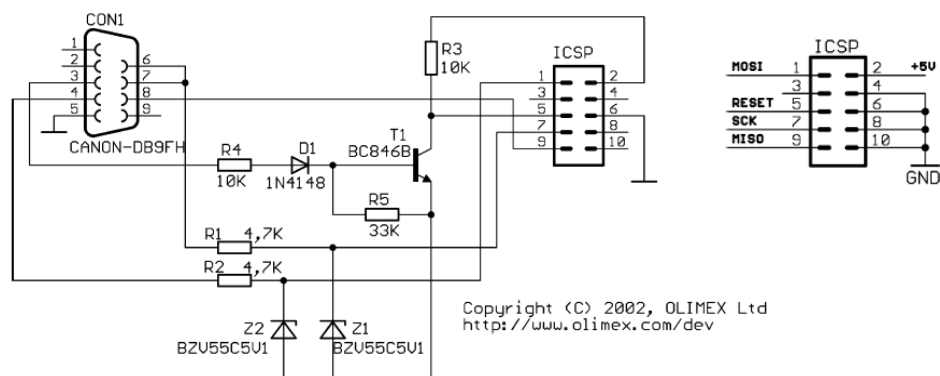 CON1
1
2
3
4
5
6
7
8
9
CANON-DB9FH
R4
10K
D1
1N4148
T1
BC846B
R3
10K
R5
33K
R1 4,7K
R2 4,7K
Z2
BZV55C5V1
Z1
BZV55C5V1
ICSP
1 2
3 4
5 6
7 8
9 10
Copyright (C) 2002, OLIMEX Ltd
http://www.olimex.com/dev
ICSP
MOSI 1 2 +5V
3 4
RESET 5 6
SCK 7 8
MISO 9 10
GND